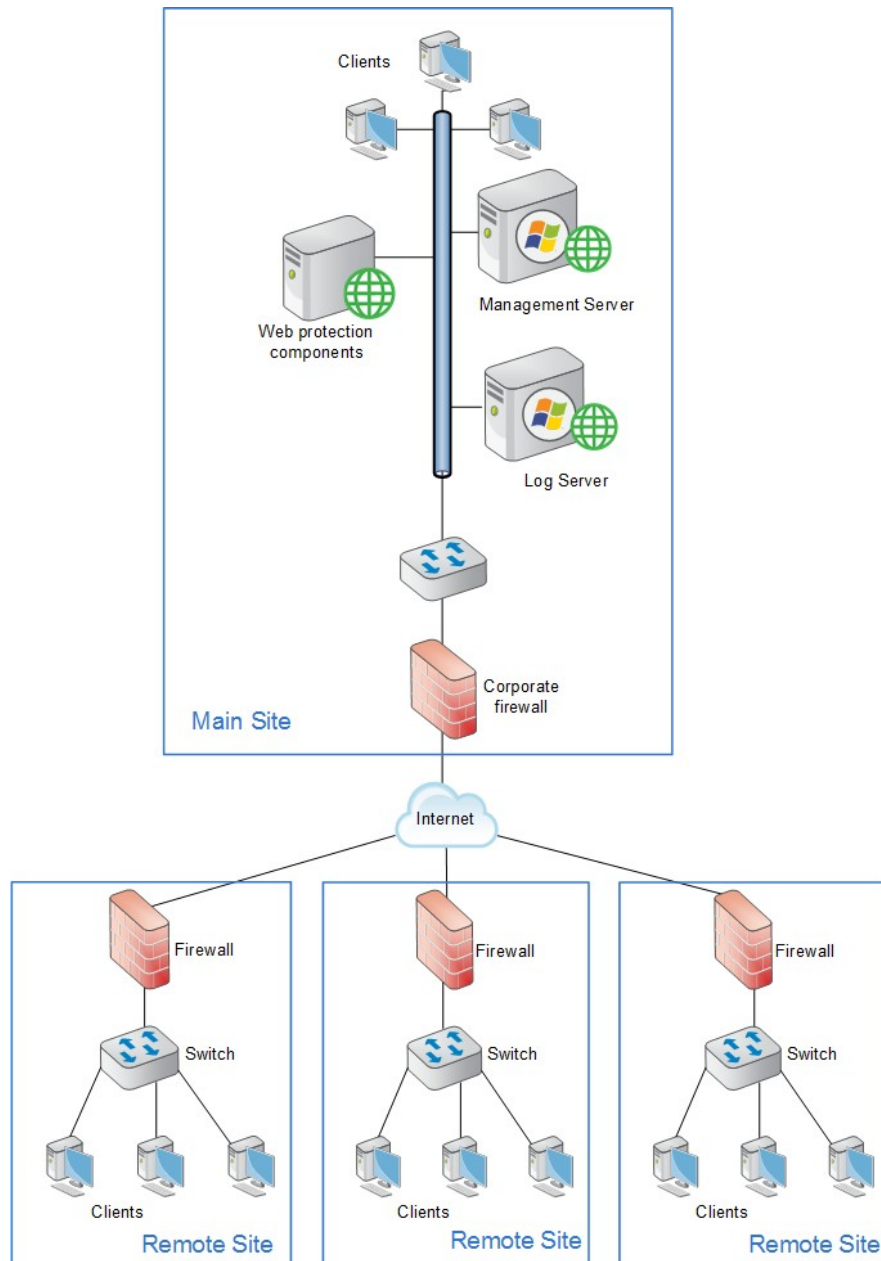 Clients
Management Server
Web protection
components
Log Server
Corporate
firewall
Main Site
Internet
Firewall
Firewall
Firewall
Switch
Switch
Switch
Clients
Clients
Clients
Remote Site
Remote Site
Remote Site